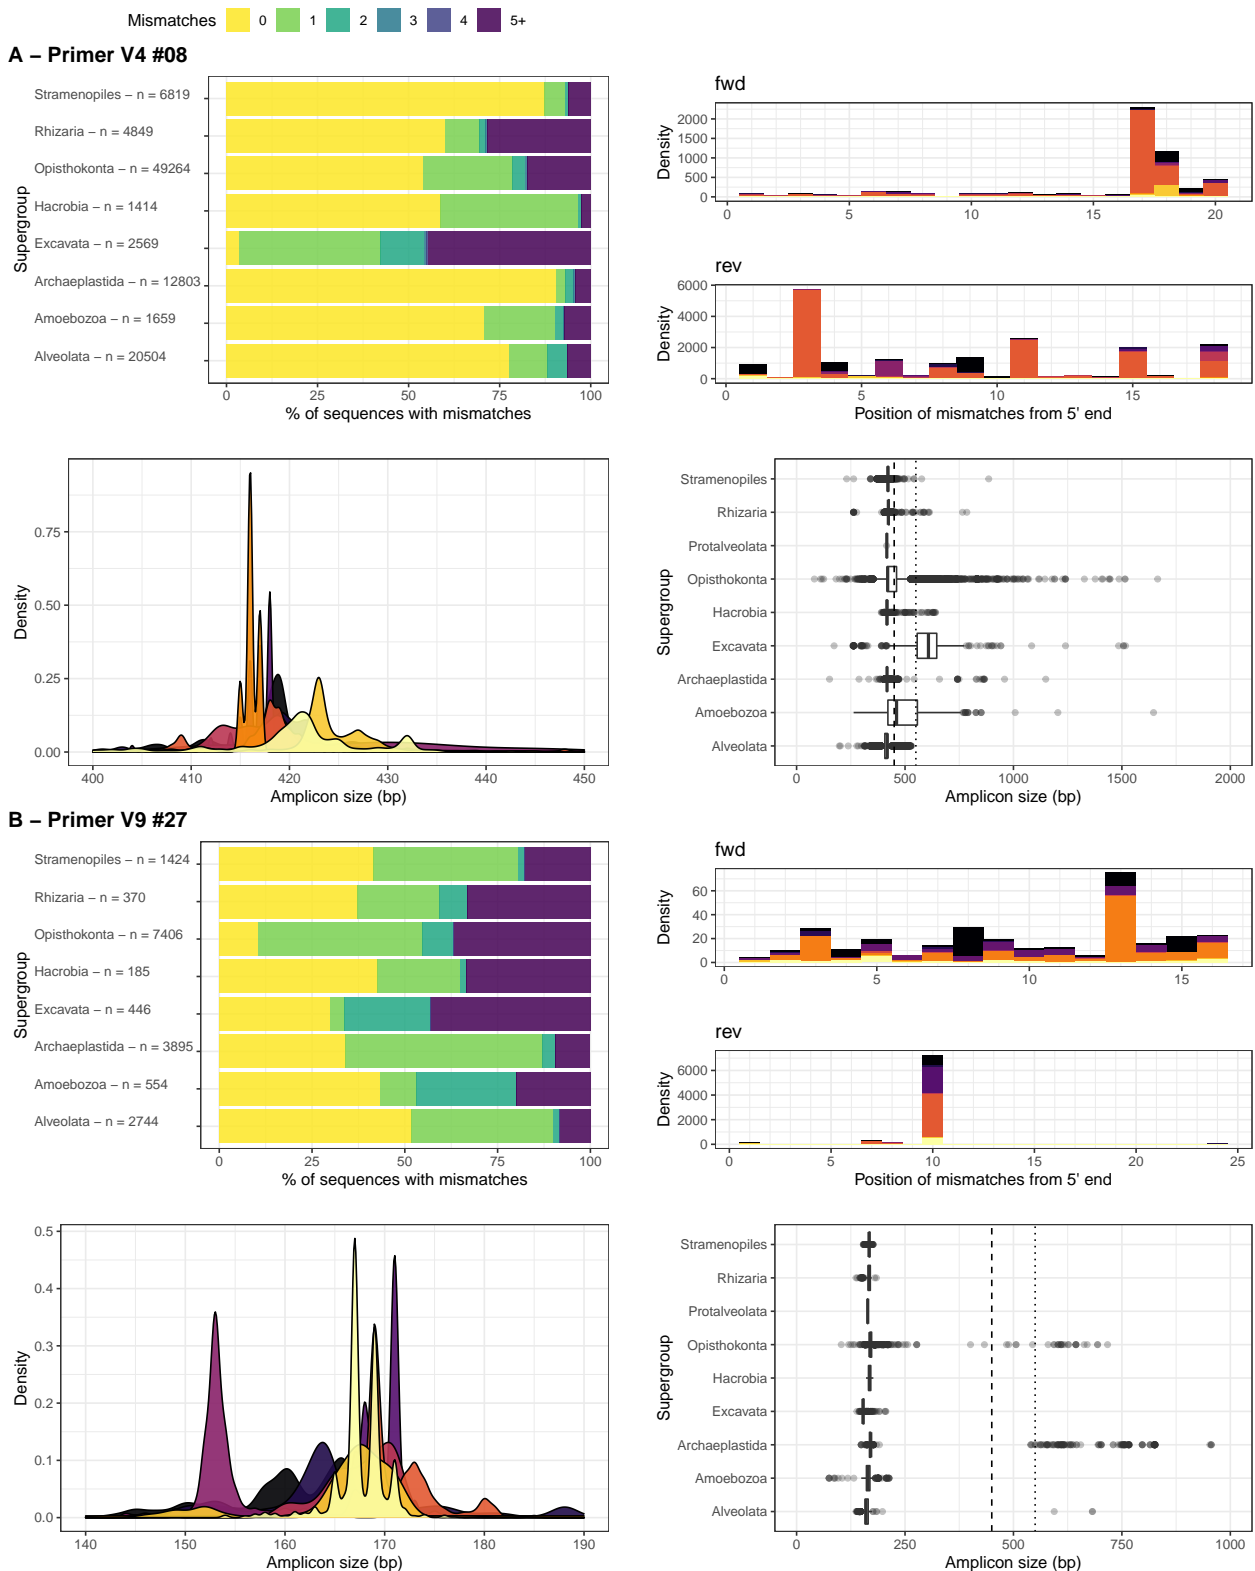 Mismatches 0 1 2 3 4 5+
A – Primer V4 #08
Supergroup
Stramenopiles – n = 6819
Rhizaria – n = 4849
Opisthokonta – n = 49264
Hacrobia – n = 1414
Excavata – n = 2569
Archaeplastida – n = 12803
Amoebozoa – n = 1659
Alveolata – n = 20504
0 25 50 75 100
% of sequences with mismatches
fwd
Density
2000
1500
1000
500
0
0 5 10 15 20
rev
Density
6000
4000
2000
0
5 10 15
Position of mismatches from 5' end
Density
0.75
0.50
0.25
0.00
400 410 420 430 440 450
Amplicon size (bp)
Supergroup
Stramenopiles
Rhizaria
Protalveolata
Opisthokonta
Hacrobia
Excavata
Archaeplastida
Amoebozoa
Alveolata
0 500 1000 1500 2000
Amplicon size (bp)
B – Primer V9 #27
Supergroup
Stramenopiles – n = 1424
Rhizaria – n = 370
Opisthokonta – n = 7406
Hacrobia – n = 185
Excavata – n = 446
Archaeplastida – n = 3895
Amoebozoa – n = 554
Alveolata – n = 2744
0 25 50 75 100
% of sequences with mismatches
fwd
Density
60
40
20
0
0 5 10 15
rev
Density
6000
4000
2000
0
0 5 10 15 20 25
Position of mismatches from 5' end
Density
0.5
0.4
0.3
0.2
0.1
0.0
140 150 160 170 180 190
Amplicon size (bp)
Supergroup
Stramenopiles
Rhizaria
Protalveolata
Opisthokonta
Hacrobia
Excavata
Archaeplastida
Amoebozoa
Alveolata
0 250 500 750 1000
Amplicon size (bp)